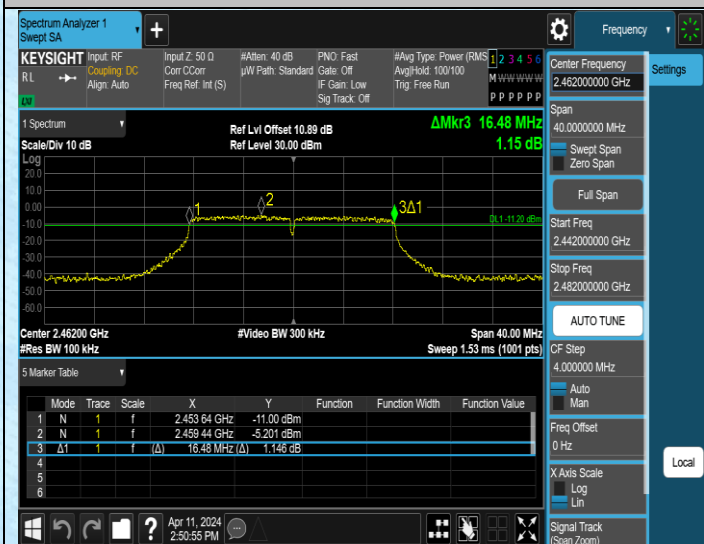 Spectrum Analyzer 1
Swept SA
Frequency
KEYSIGHT
RL
LXI
Input: RF
Coupling: DC
Align: Auto
Input Z: 50 Ω
Corr CCorr
Freq Ref: Int (S)
#Atten: 40 dB
µW Path: Standard
PNO: Fast
Gate: Off
IF Gain: Low
Sig Track: Off
#Avg Type: Power (RMS
Avg|Hold: 100/100
Trig: Free Run
1 2 3 4 5 6
M W W W W W
P P P P P P
1 Spectrum
Scale/Div 10 dB
Ref Lvl Offset 10.89 dB
Ref Level 30.00 dBm
ΔMkr3 16.48 MHz
1.15 dB
Log
20.0
10.0
0.00
-10.0
-20.0
-30.0
-40.0
-50.0
-60.0
1
2
3Δ1
DL1 -11.20 dBm
Center 2.46200 GHz
#Res BW 100 kHz
#Video BW 300 kHz
Span 40.00 MHz
Sweep 1.53 ms (1001 pts)
5 Marker Table
Mode Trace Scale X Y Function Function Width Function Value
1 N 1 f 2.453 64 GHz -11.00 dBm
2 N 1 f 2.459 44 GHz -5.201 dBm
3 Δ1 1 f (Δ) 16.48 MHz (Δ) 1.146 dB
4
5
6
Apr 11, 2024
2:50:55 PM
Center Frequency
2.462000000 GHz
Span
40.0000000 MHz
Swept Span
Zero Span
Full Span
Start Freq
2.442000000 GHz
Stop Freq
2.482000000 GHz
AUTO TUNE
CF Step
4.000000 MHz
Auto
Man
Freq Offset
0 Hz
X Axis Scale
Log
Lin
Signal Track
(Span Zoom)
Settings
Local